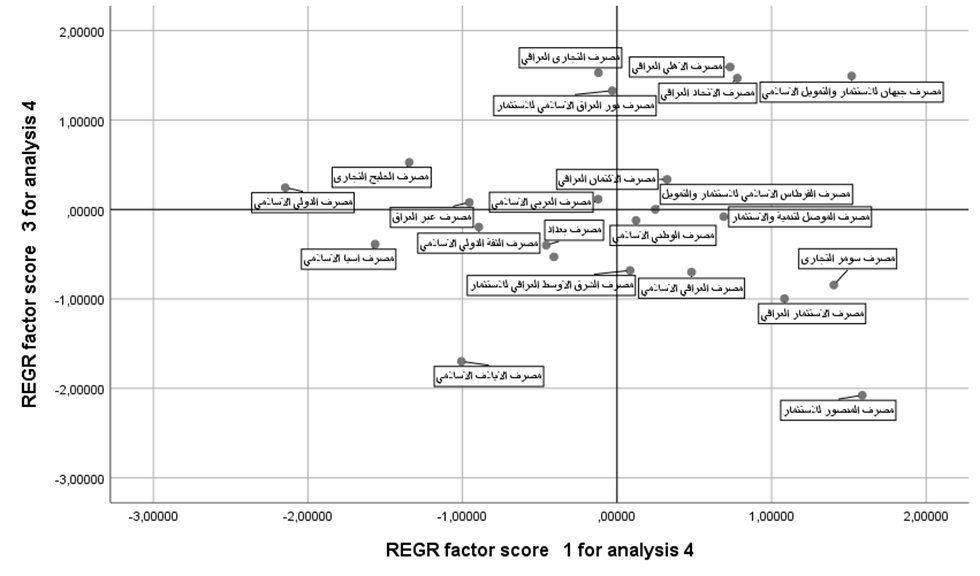 2,00000
1,00000
,00000
-1,00000
-2,00000
-3,00000
REGR factor score 3 for analysis 4
مصرف التجارى العراقي
مصرف الاهلي العراقي
مصرف الاتحاد العراقي
مصرف جيهان للاستثمار والتمويل الاسلامي
مصرف نور العراق الاسلامي للاستثمار
مصرف الخليج التجارى
مصرف الائتمان العراقي
مصرف الدولي الاسلامي
مصرف العربي الاسلامي
مصرف القرطاس الاسلامي للاستثمار والتمويل
مصرف عبر العراق
مصرف الموصل لتنمية والاستثمار
مصرف بغداد
مصرف الوطني الاسلامي
مصرف الثقة الدولي الاسلامي
مصرف اسيا الاسلامي
مصرف سومر التجارى
مصرف الشرق الاوسط العراقي للاستثمار
مصرف العراقي الاسلامي
مصرف الاستثمار العراقي
مصرف الاسلامي
مصرف المنصور للاستثمار
-3,00000 -2,00000 -1,00000 ,00000 1,00000 2,00000
REGR factor score 1 for analysis 4